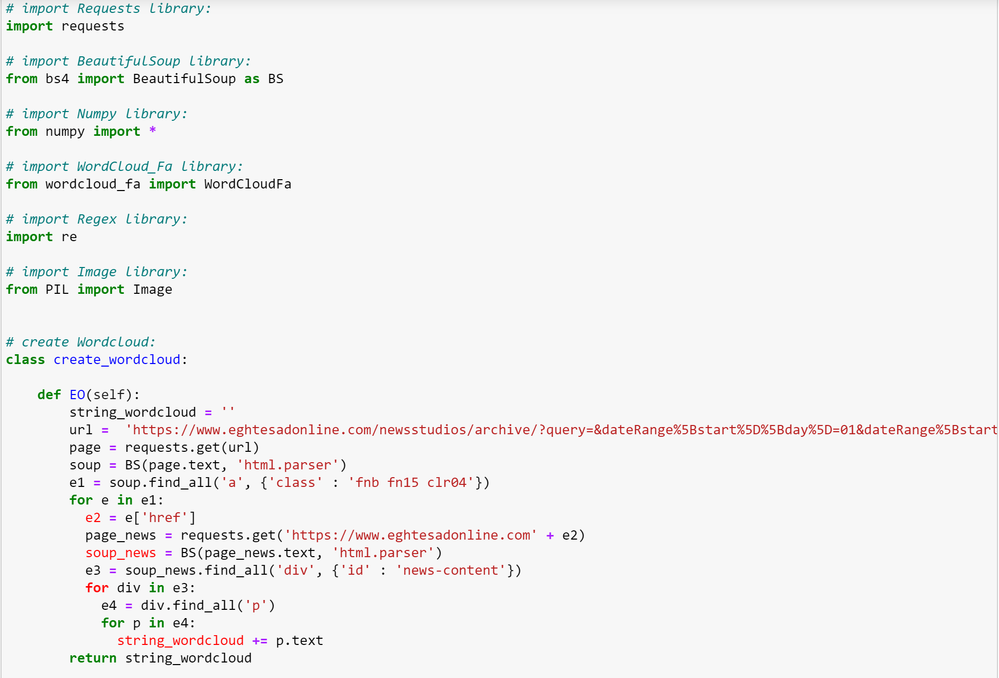 # import Requests library:
import requests
# import BeautifulSoup library:
from bs4 import BeautifulSoup as BS
# import Numpy library:
from numpy import *
# import WordCloud_Fa library:
from wordcloud_fa import WordCloudFa
# import Regex library:
import re
# import Image library:
from PIL import Image
# create Wordcloud:
class create_wordcloud:
    def EO(self):
        string_wordcloud = ''
        url =  'https://www.eghtesadonline.com/newsstudios/archive/?query=&dateRange%5Bstart%5D%5Bday%5D=01&dateRange%5Bstart
        page = requests.get(url)
        soup = BS(page.text, 'html.parser')
        e1 = soup.find_all('a', {'class' : 'fnb fn15 clr04'})
        for e in e1:
          e2 = e['href']
          page_news = requests.get('https://www.eghtesadonline.com' + e2)
          soup_news = BS(page_news.text, 'html.parser')
          e3 = soup_news.find_all('div', {'id' : 'news-content'})
          for div in e3:
            e4 = div.find_all('p')
            for p in e4:
              string_wordcloud += p.text
        return string_wordcloud